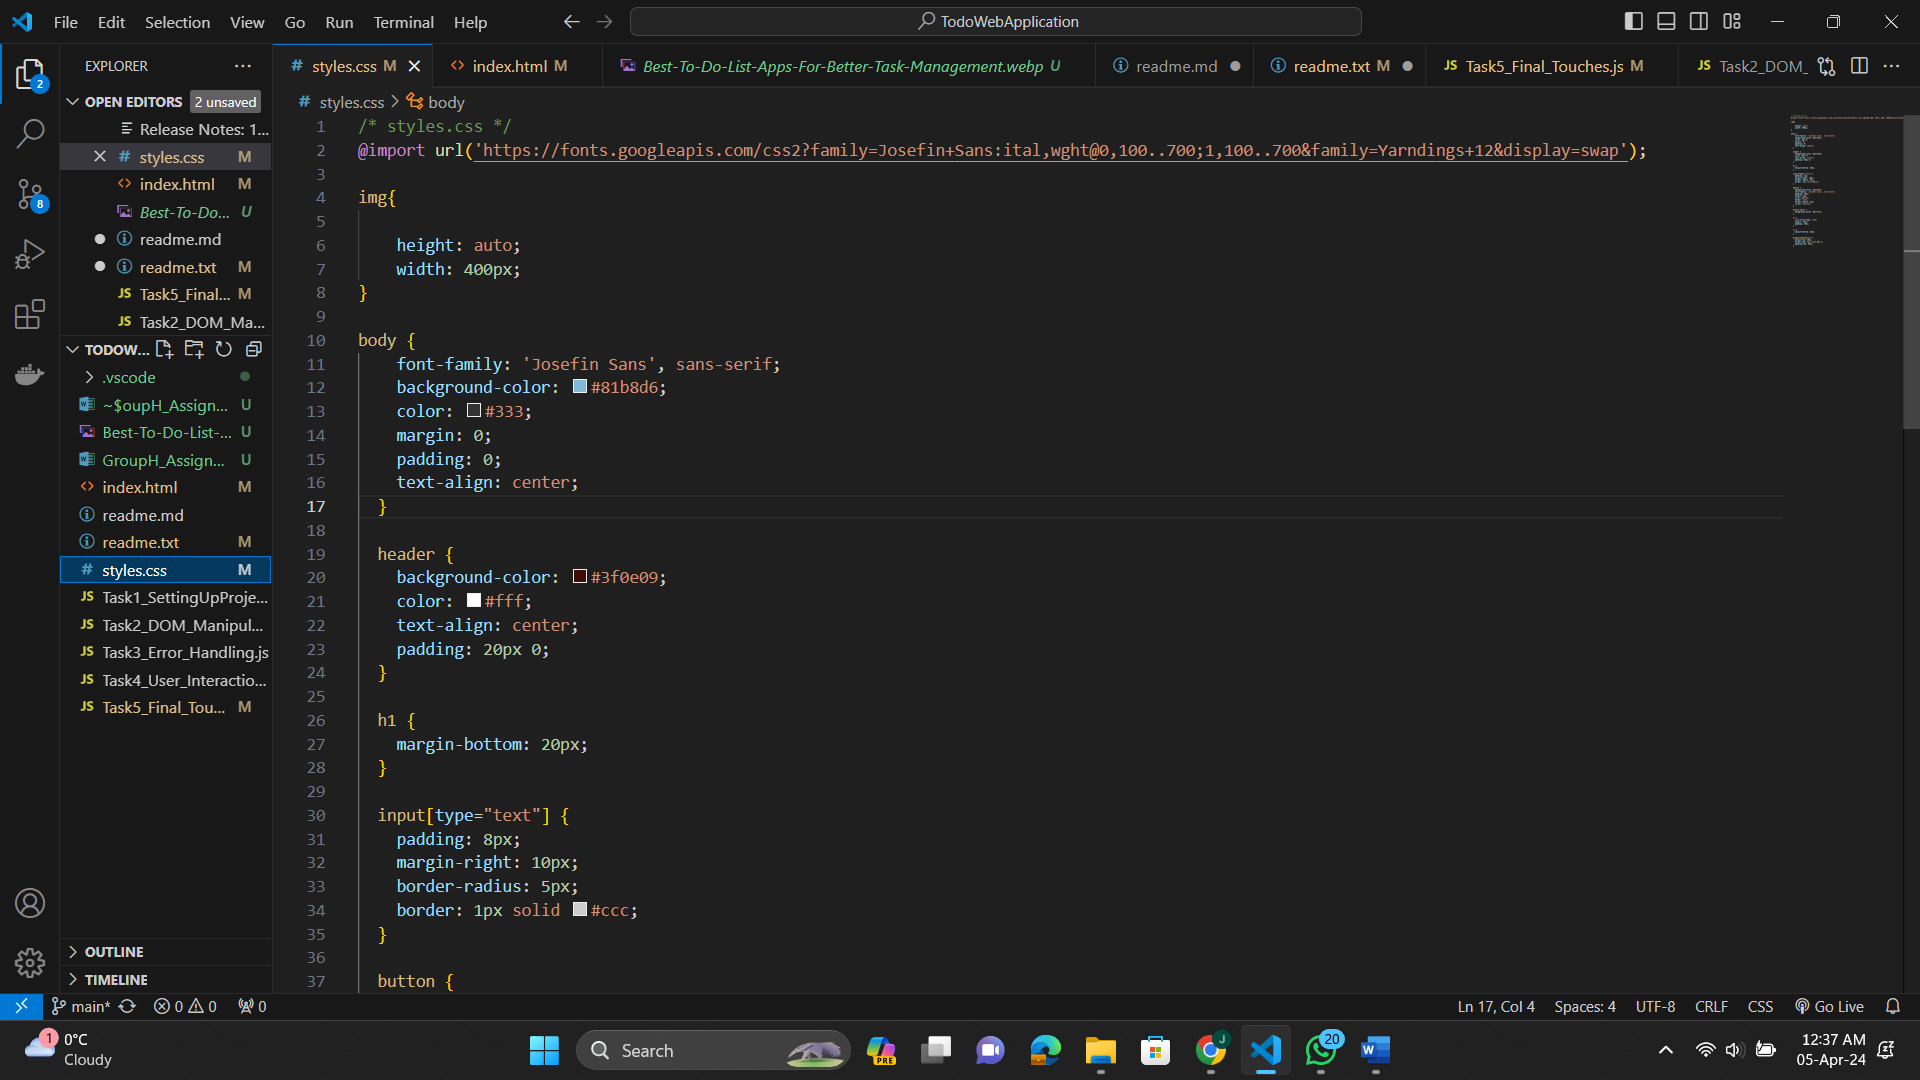 File Edit Selection View Go Run Terminal Help
TodoWebApplication
EXPLORER
OPEN EDITORS 2 unsaved
Release Notes: 1...
styles.css M
index.html M
Best-To-Do... U
readme.md
readme.txt M
Task5_Final... M
Task2_DOM_Ma...
TODOW...
.vscode
~$oupH_Assign... U
Best-To-Do-List-... U
GroupH_Assign... U
index.html M
readme.md
readme.txt M
styles.css M
Task1_SettingUpProje...
Task2_DOM_Manipul...
Task3_Error_Handling.js
Task4_User_Interactio...
Task5_Final_Tou... M
OUTLINE
TIMELINE
2
8
styles.css M
index.html M
Best-To-Do-List-Apps-For-Better-Task-Management.webp U
readme.md
readme.txt M
Task5_Final_Touches.js M
Task2_DOM_
styles.css > body
1 /* styles.css */
2 @import url('https://fonts.googleapis.com/css2?family=Josefin+Sans:ital,wght@0,100..700;1,100..700&family=Yarndings+12&display=swap');
3
4 img{
5
6 height: auto;
7 width: 400px;
8 }
9
10 body {
11 font-family: 'Josefin Sans', sans-serif;
12 background-color: #81b8d6;
13 color: #333;
14 margin: 0;
15 padding: 0;
16 text-align: center;
17 }
18
19 header {
20 background-color: #3f0e09;
21 color: #fff;
22 text-align: center;
23 padding: 20px 0;
24 }
25
26 h1 {
27 margin-bottom: 20px;
28 }
29
30 input[type="text"] {
31 padding: 8px;
32 margin-right: 10px;
33 border-radius: 5px;
34 border: 1px solid #ccc;
35 }
36
37 button {
main* 0 0 0
Ln 17, Col 4 Spaces: 4 UTF-8 CRLF CSS Go Live
1
0°C
Cloudy
Search
PRE
J
20
W
12:37 AM
05-Apr-24